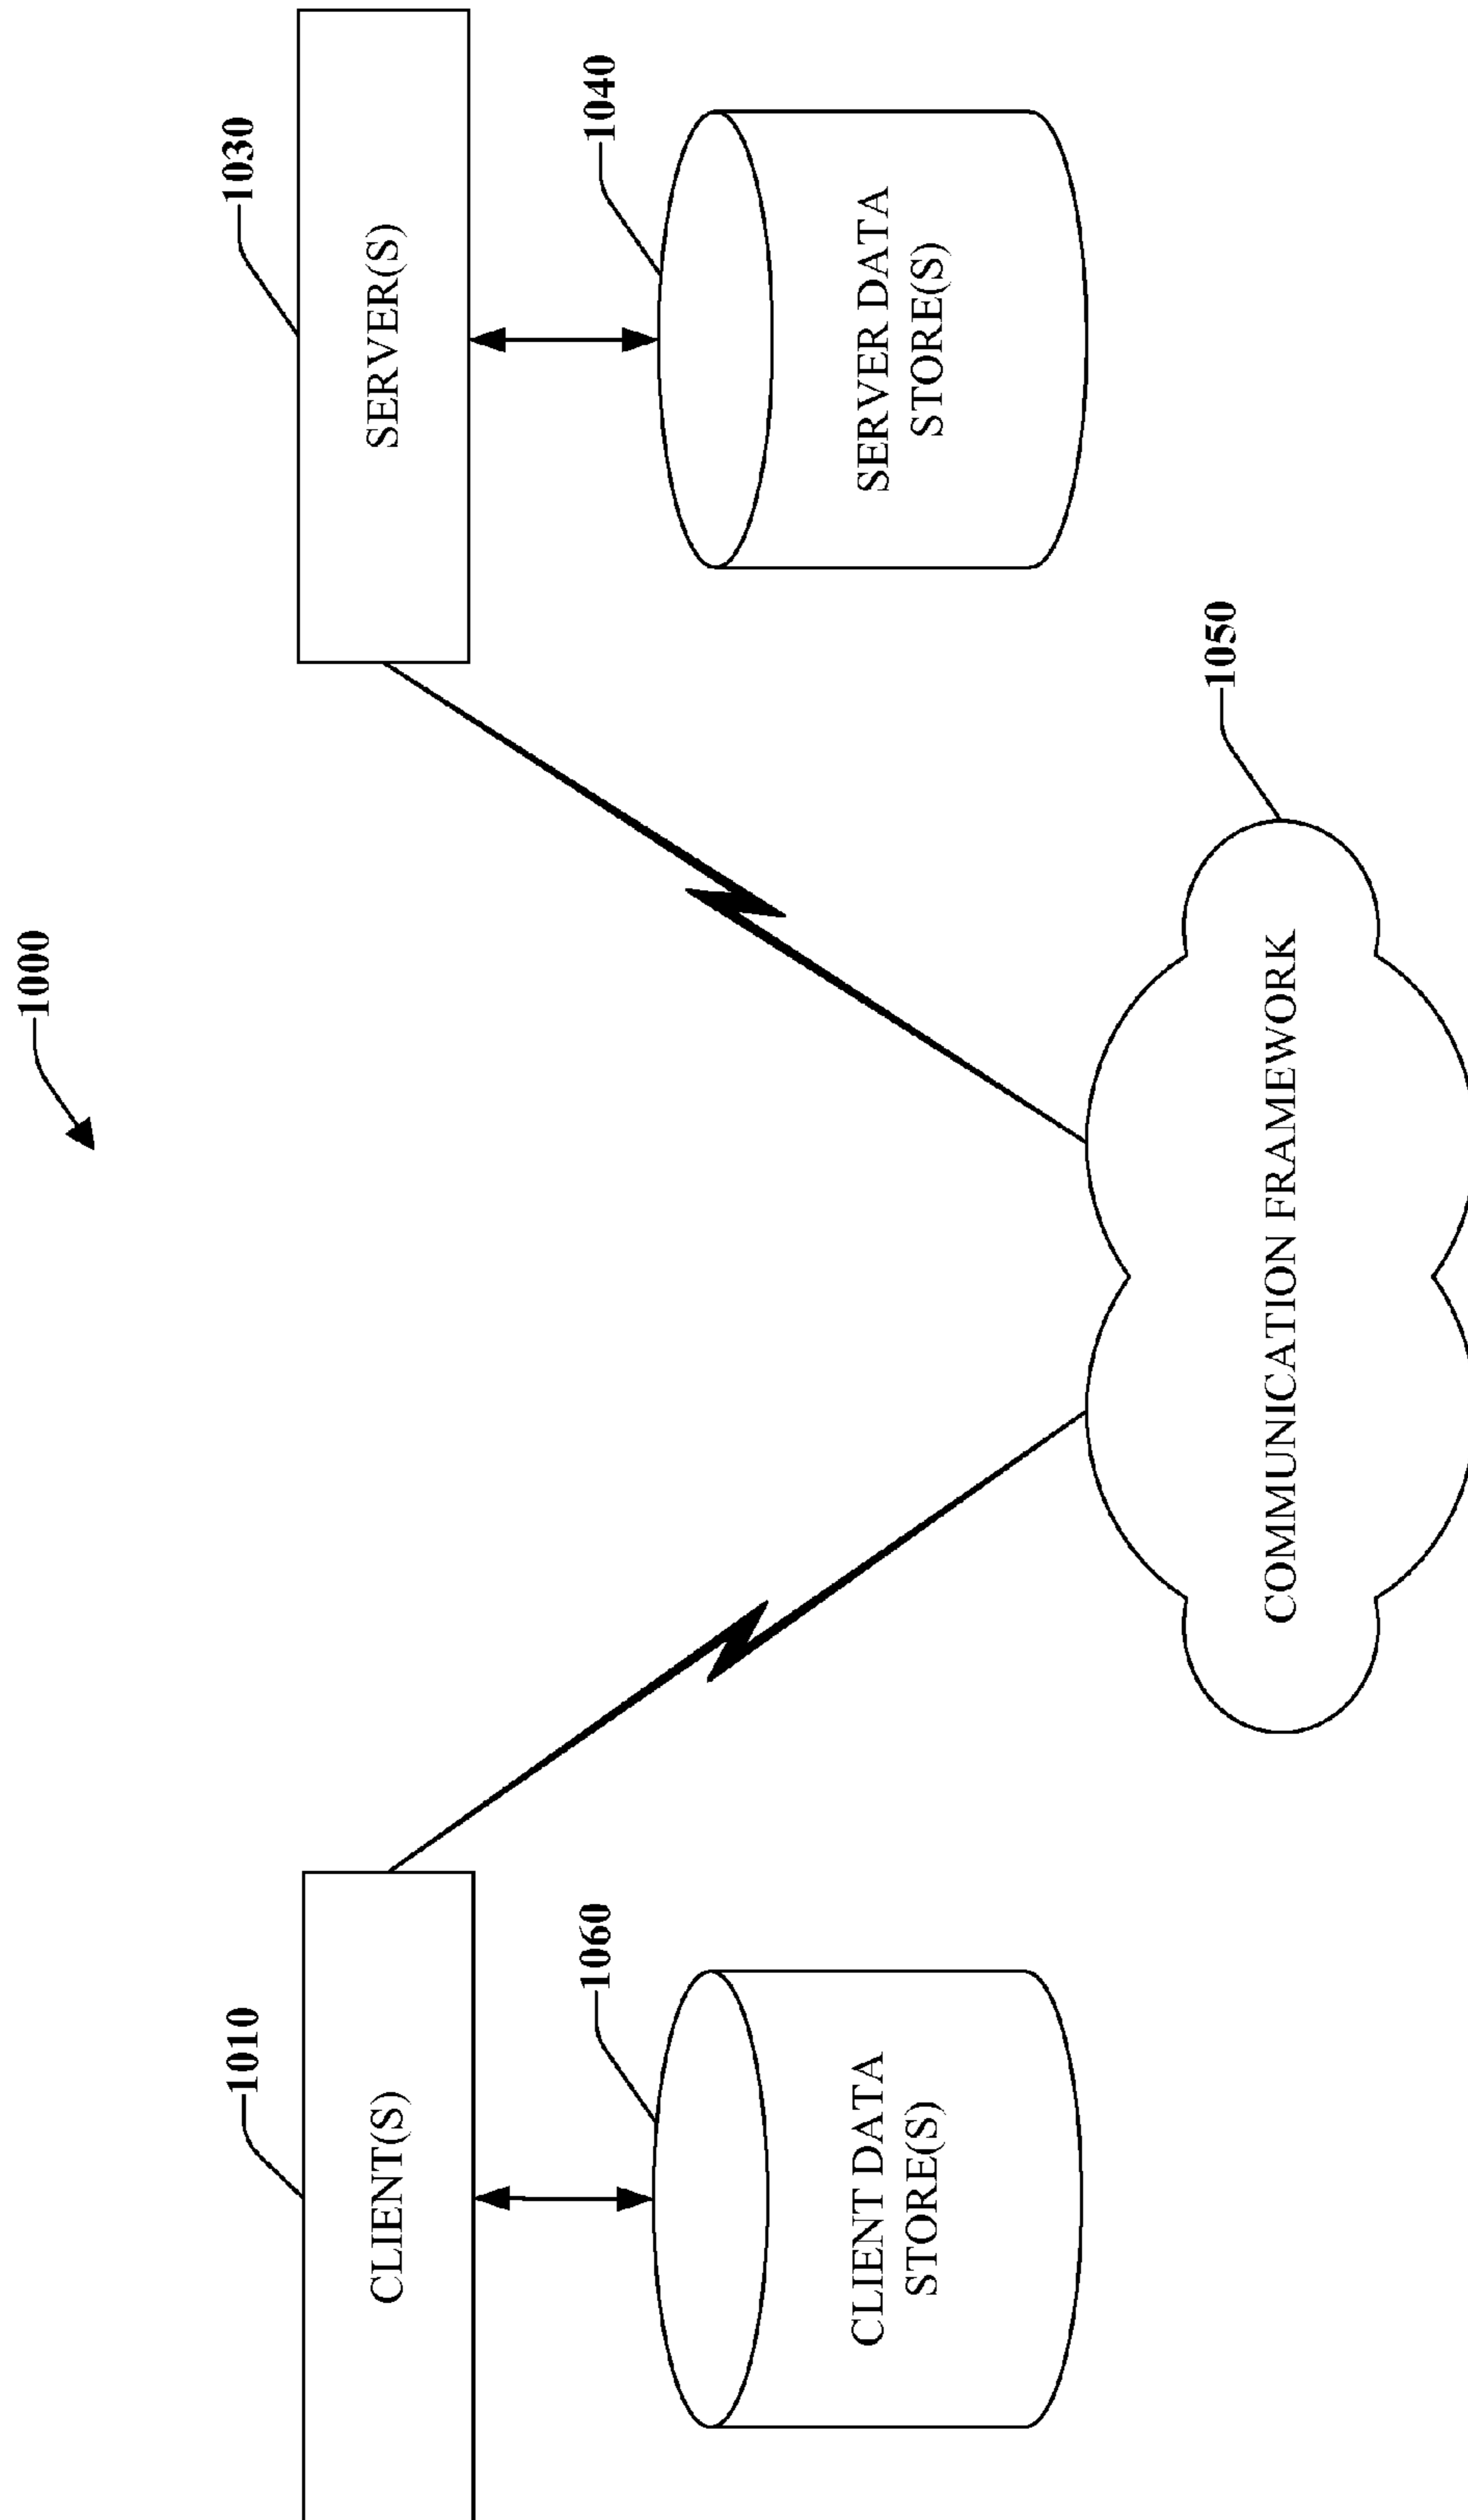 1000
1010
CLIENT(S)
1030
SERVER(S)
1060
CLIENT DATA
STORE(S)
1040
SERVER DATA
STORE(S)
1050
COMMUNICATION FRAMEWORK